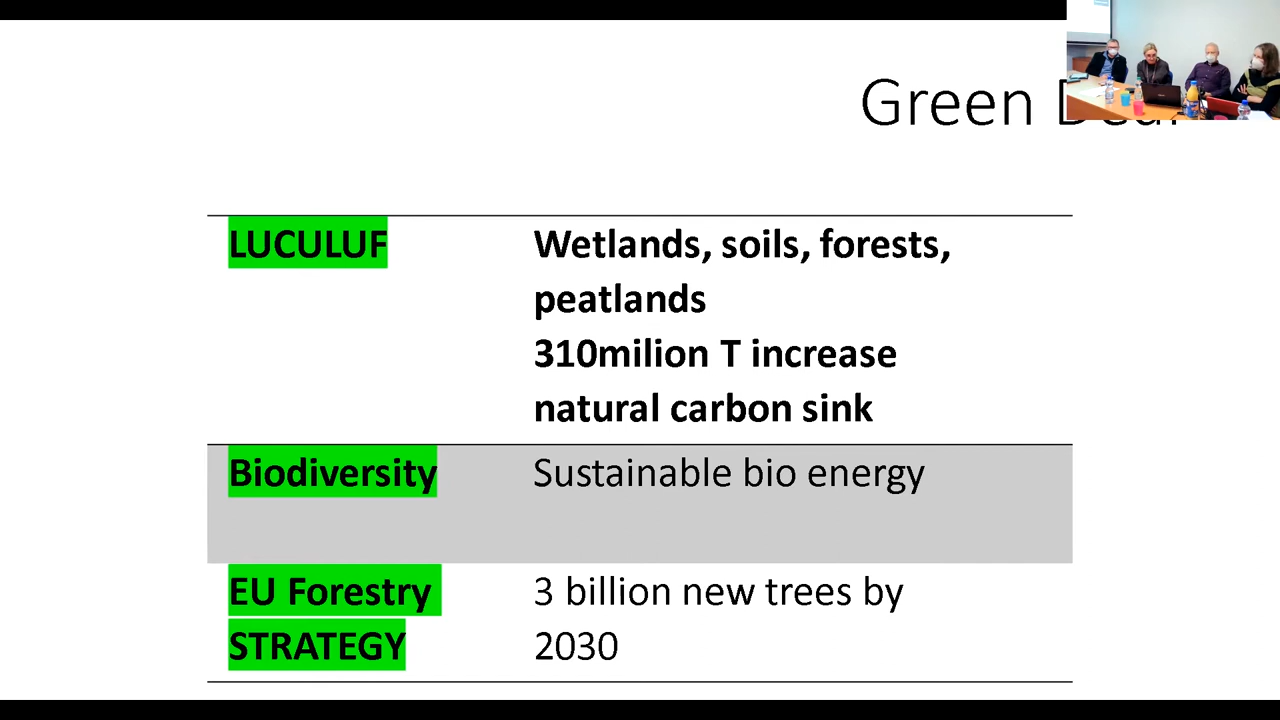 Green
LUCULUF
Wetlands, soils, forests,
peatlands
310milion T increase
natural carbon sink
Biodiversity
Sustainable bio energy
EU Forestry
STRATEGY
3 billion new trees by
2030